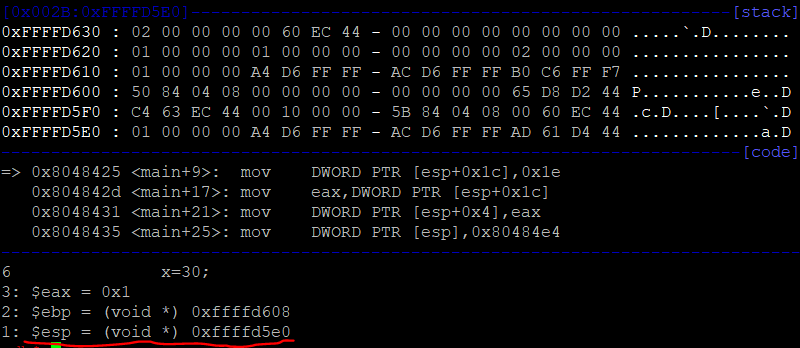 [0x002B:0xFFFFD5E0]------------------------------------------------------[stack]
0xFFFFD630 : 02 00 00 00 00 60 EC 44 - 00 00 00 00 00 00 00 00 .....`.D........
0xFFFFD620 : 01 00 00 00 01 00 00 00 - 00 00 00 00 02 00 00 00 ................
0xFFFFD610 : 01 00 00 00 A4 D6 FF FF - AC D6 FF FF B0 C6 FF F7 ................
0xFFFFD600 : 50 84 04 08 00 00 00 00 - 00 00 00 00 65 D8 D2 44 P...........e..D
0xFFFFD5F0 : C4 63 EC 44 00 10 00 00 - 5B 84 04 08 00 60 EC 44 .c.D....[....`.D
0xFFFFD5E0 : 01 00 00 00 A4 D6 FF FF - AC D6 FF FF AD 61 D4 44 .............a.D
--------------------------------------------------------------------------[code]
=> 0x8048425 <main+9>: mov DWORD PTR [esp+0x1c],0x1e
0x804842d <main+17>: mov eax,DWORD PTR [esp+0x1c]
0x8048431 <main+21>: mov DWORD PTR [esp+0x4],eax
0x8048435 <main+25>: mov DWORD PTR [esp],0x80484e4
--------------------------------------------------------------------------------
6 x=30;
3: $eax = 0x1
2: $ebp = (void *) 0xffffd608
1: $esp = (void *) 0xffffd5e0